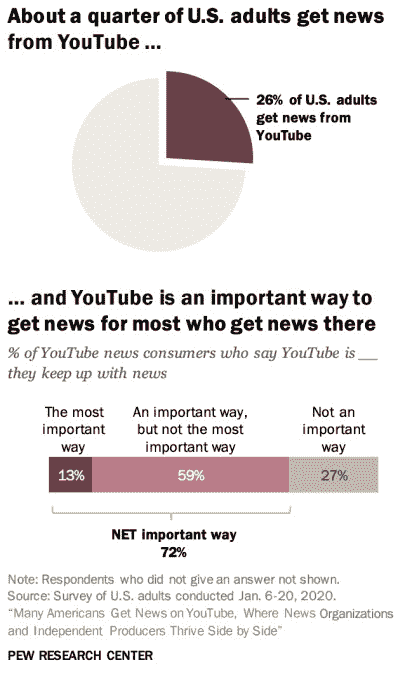 About a quarter of U.S. adults get news
from YouTube ...
26% of U.S. adults
get news from
YouTube
... and YouTube is an important way to
get news for most who get news there
% of YouTube news consumers who say YouTube is __
they keep up with news
The most
important
way
An important way,
but not the most
important way
Not an
important
way
13%
59%
27%
NET important way
72%
Note: Respondents who did not give an answer not shown.
Source: Survey of U.S. adults conducted Jan. 6-20, 2020.
“Many Americans Get News on YouTube, Where News Organizations
and Independent Producers Thrive Side by Side”
PEW RESEARCH CENTER